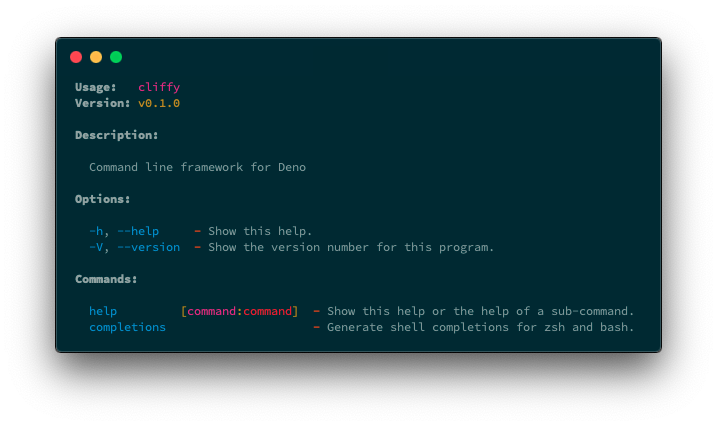 Usage: cliffy
Version: v0.1.0
Description:
Command line framework for Deno
Options:
-h, --help - Show this help.
-V, --version - Show the version number for this program.
Commands:
help [command:command] - Show this help or the help of a sub-command.
completions - Generate shell completions for zsh and bash.